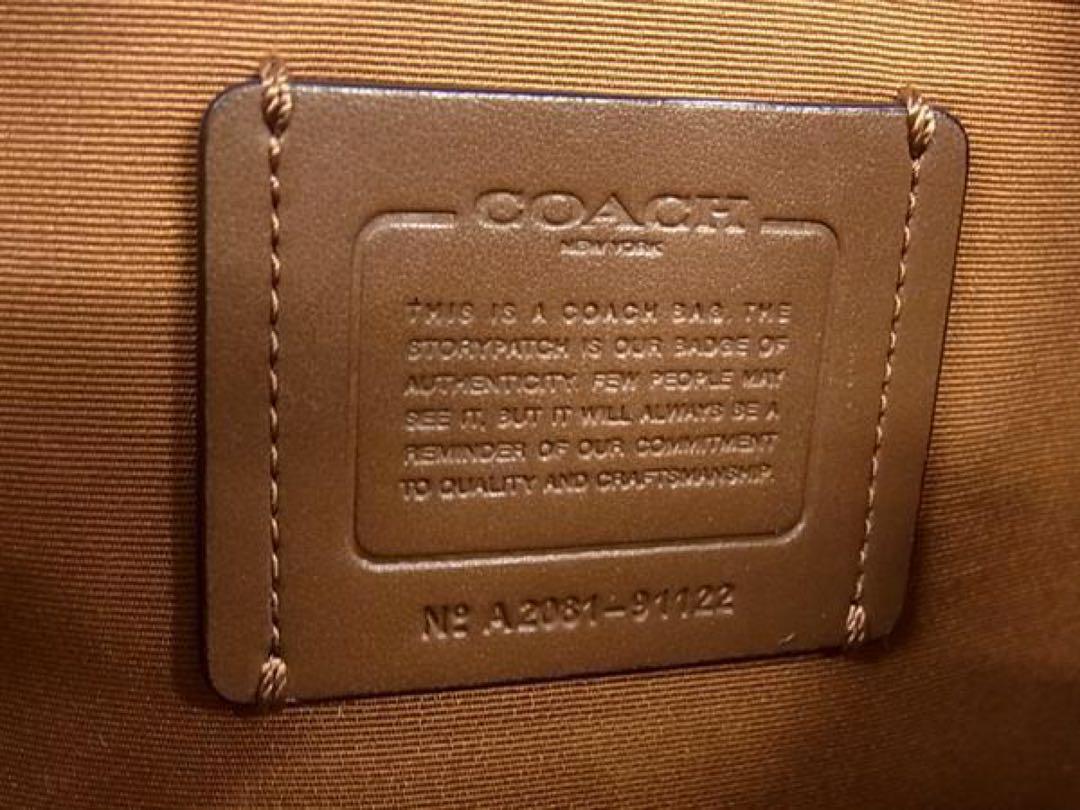 COACH
NEW YORK
THIS IS A COACH BAG. THE
STORYPATCH IS OUR BADGE OF
AUTHENTICITY. FEW PEOPLE MAY
SEE IT, BUT IT WILL ALWAYS BE A
REMINDER OF OUR COMMITMENT
TO QUALITY AND CRAFTSMANSHIP.
Nº A2081-91122